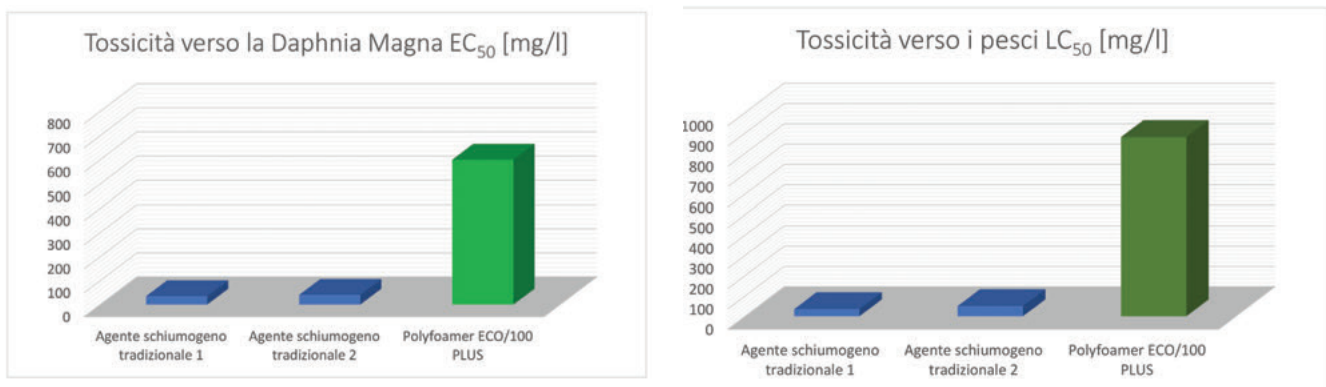 Tossicità verso la Daphnia Magna EC50 [mg/l]
800
700
600
500
400
300
200
100
0
Agente schiumogeno
tradizionale 1
Agente schiumogeno
tradizionale 2
Polyfoamer ECO/100
PLUS
Tossicità verso i pesci LC50 [mg/l]
1000
900
800
700
600
500
400
300
200
100
0
Agente schiumogeno
tradizionale 1
Agente schiumogeno
tradizionale 2
Polyfoamer ECO/100
PLUS